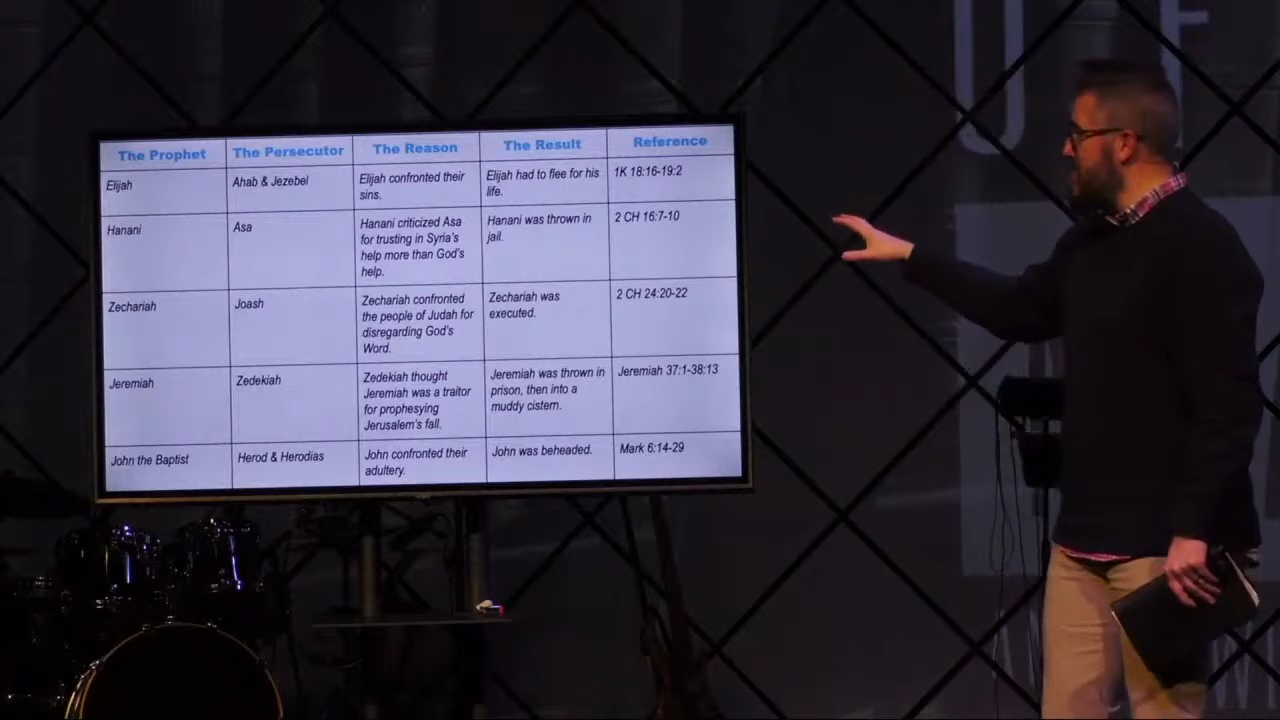 The Prophet The Persecutor The Reason The Result Reference
Elijah Ahab & Jezebel Elijah confronted their Elijah had to flee for his 1K 18:16-19:2
sins. life.
Hanani Asa Hanani criticized Asa Hanani was thrown in 2 CH 16:7-10
for trusting in Syria's jail.
help more than God's
help.
Zechariah Joash Zechariah confronted Zechariah was 2 CH 24:20-22
the people of Judah for executed.
disregarding God's
Word.
Jeremiah Zedekiah Zedekiah thought Jeremiah was thrown in Jeremiah 37:1-38:13
Jeremiah was a traitor prison, then into a
for prophesying muddy cistern.
Jerusalem's fall.
John the Baptist Herod & Herodias John confronted their John was beheaded. Mark 6:14-29
adultery.